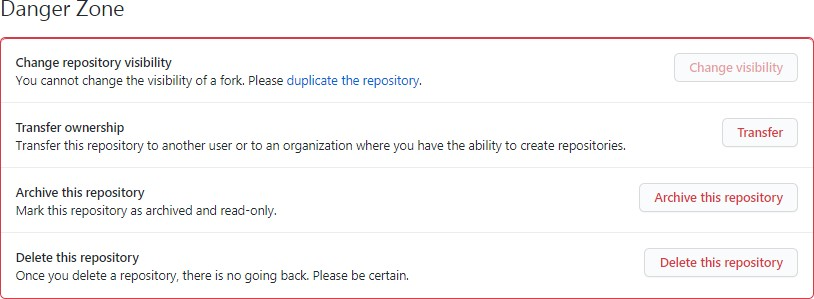 Danger Zone
Change repository visibility
You cannot change the visibility of a fork. Please duplicate the repository.
Change visibility
Transfer ownership
Transfer this repository to another user or to an organization where you have the ability to create repositories.
Transfer
Archive this repository
Mark this repository as archived and read-only.
Archive this repository
Delete this repository
Once you delete a repository, there is no going back. Please be certain.
Delete this repository